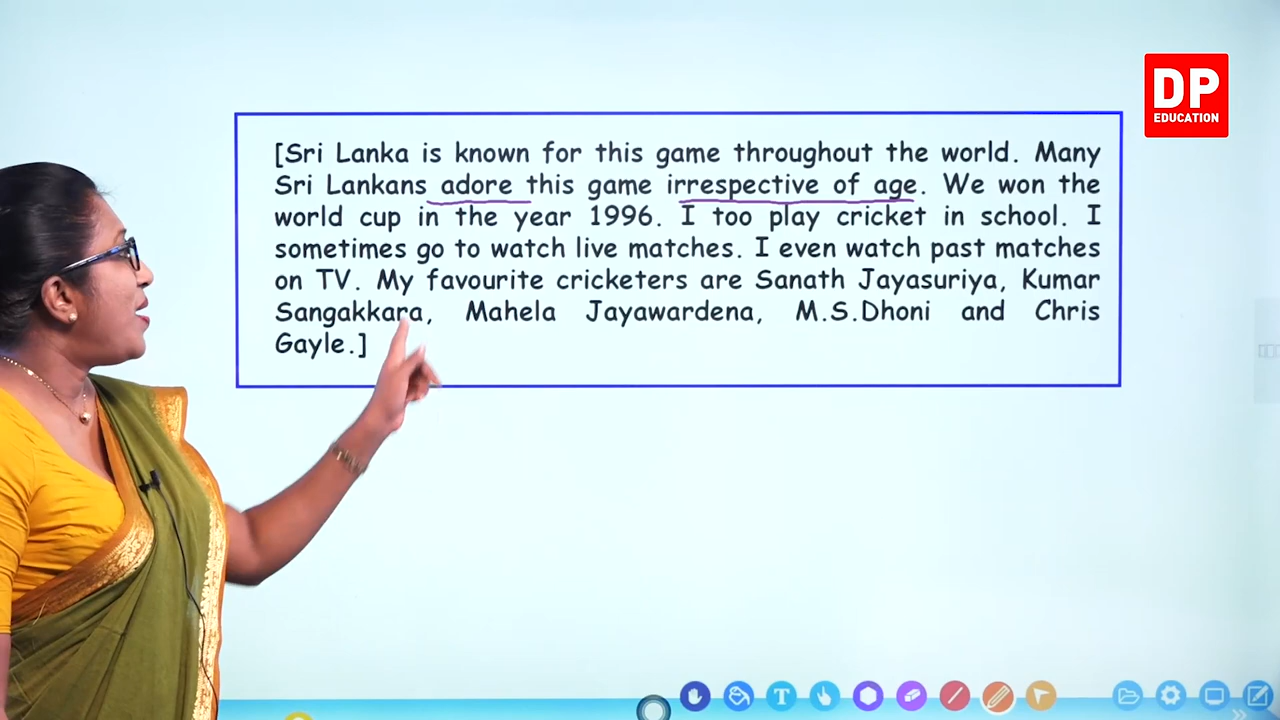 DP
EDUCATION
[Sri Lanka is known for this game throughout the world. Many
Sri Lankans adore this game irrespective of age. We won the
world cup in the year 1996. I too play cricket in school. I
sometimes go to watch live matches. I even watch past matches
on TV. My favourite cricketers are Sanath Jayasuriya, Kumar
Sangakkara, Mahela Jayawardena, M.S.Dhoni and Chris
Gayle.]